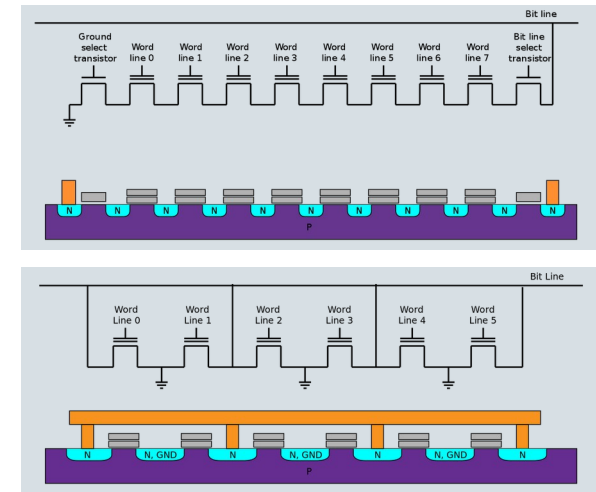 Bit line
Ground
select
transistor
Word
line 0
Word
line 1
Word
line 2
Word
line 3
Word
line 4
Word
line 5
Word
line 6
Word
line 7
Bit line
select
transistor
N N N N N N N N N N N
P
Bit Line
Word
Line 0
Word
Line 1
Word
Line 2
Word
Line 3
Word
Line 4
Word
Line 5
N N, GND N N, GND N N, GND N
P